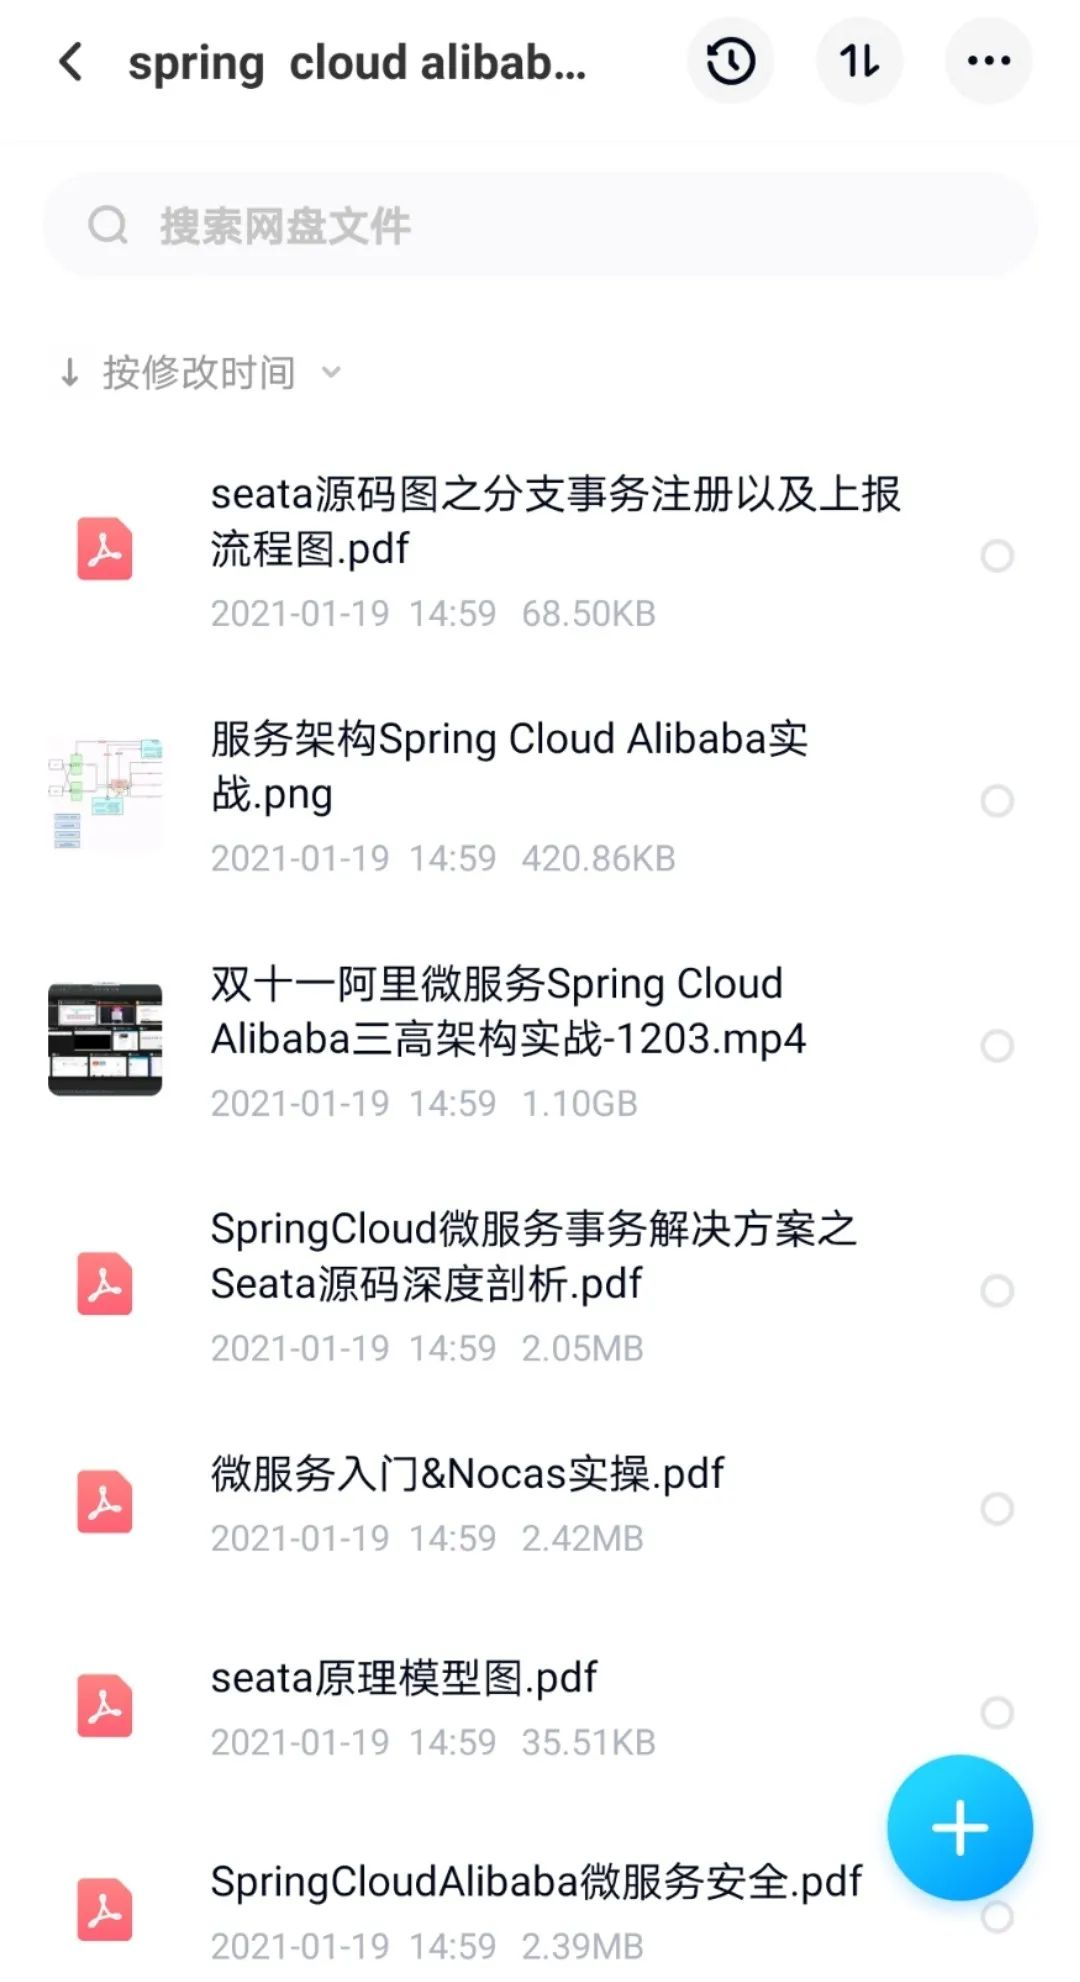 spring  cloud alibab...
搜索网盘文件
按修改时间
seata源码图之分支事务注册以及上报
流程图.pdf
2021-01-19 14:59 68.50KB
服务架构Spring Cloud Alibaba实
战.png
2021-01-19 14:59 420.86KB
双十一阿里微服务Spring Cloud
Alibaba三高架构实战-1203.mp4
2021-01-19 14:59 1.10GB
SpringCloud微服务事务解决方案之
Seata源码深度剖析.pdf
2021-01-19 14:59 2.05MB
微服务入门&Nocas实操.pdf
2021-01-19 14:59 2.42MB
seata原理模型图.pdf
2021-01-19 14:59 35.51KB
SpringCloudAlibaba微服务安全.pdf
2021-01-19 14:59 2.39MB